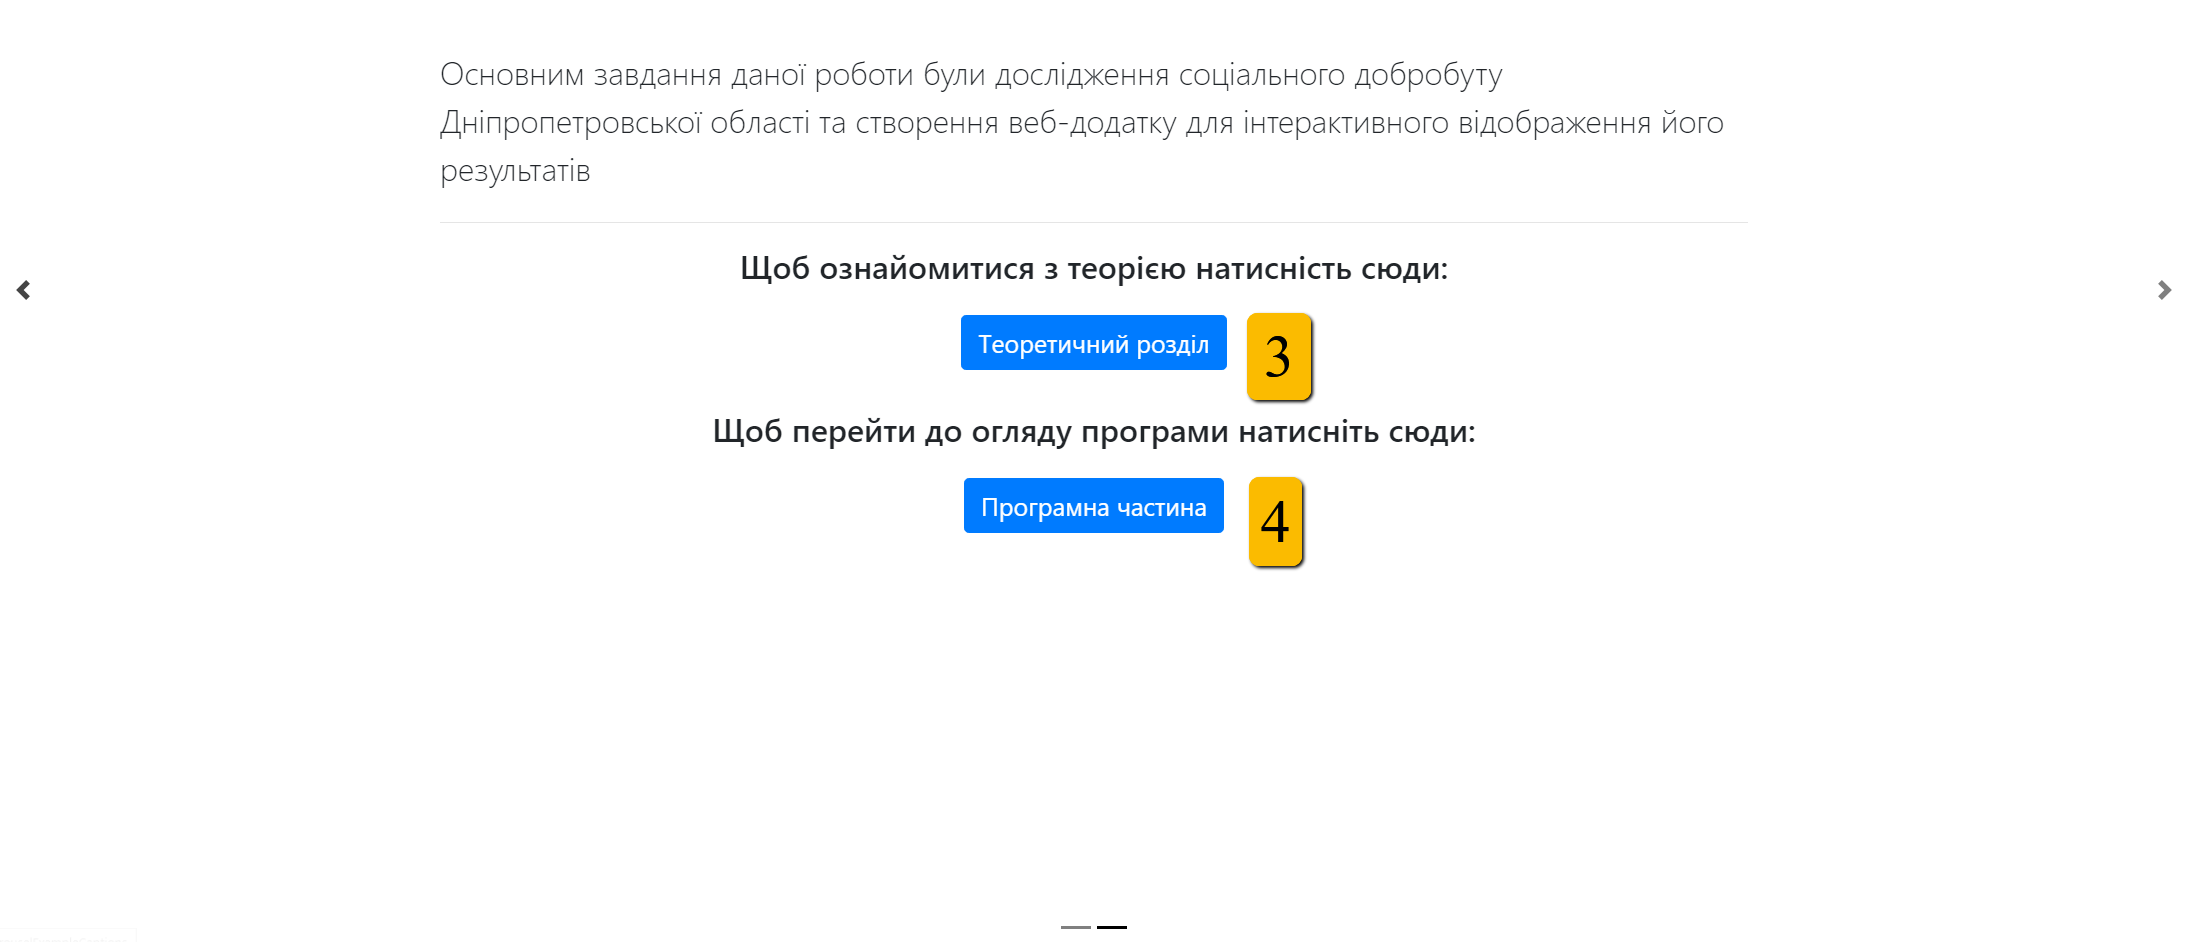 Основним завдання даної роботи були дослідження соціального добробуту
Дніпропетровської області та створення веб-додатку для інтерактивного відображення його
результатів
Щоб ознайомитися з теорією натисність сюди:
Теоретичний розділ
3
Щоб перейти до огляду програми натисніть сюди:
Програмна частина
4